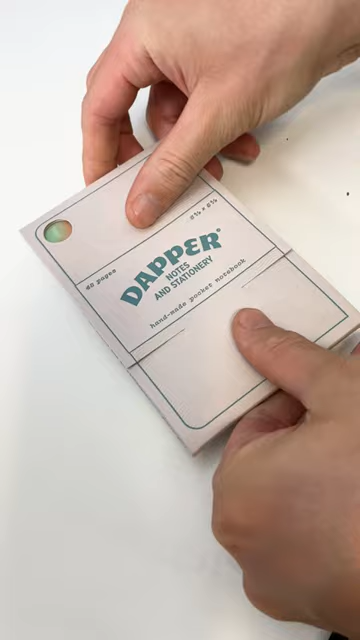 40 pages
DAPPER
NOTES
AND STATIONERY
hand-made pocket notebook